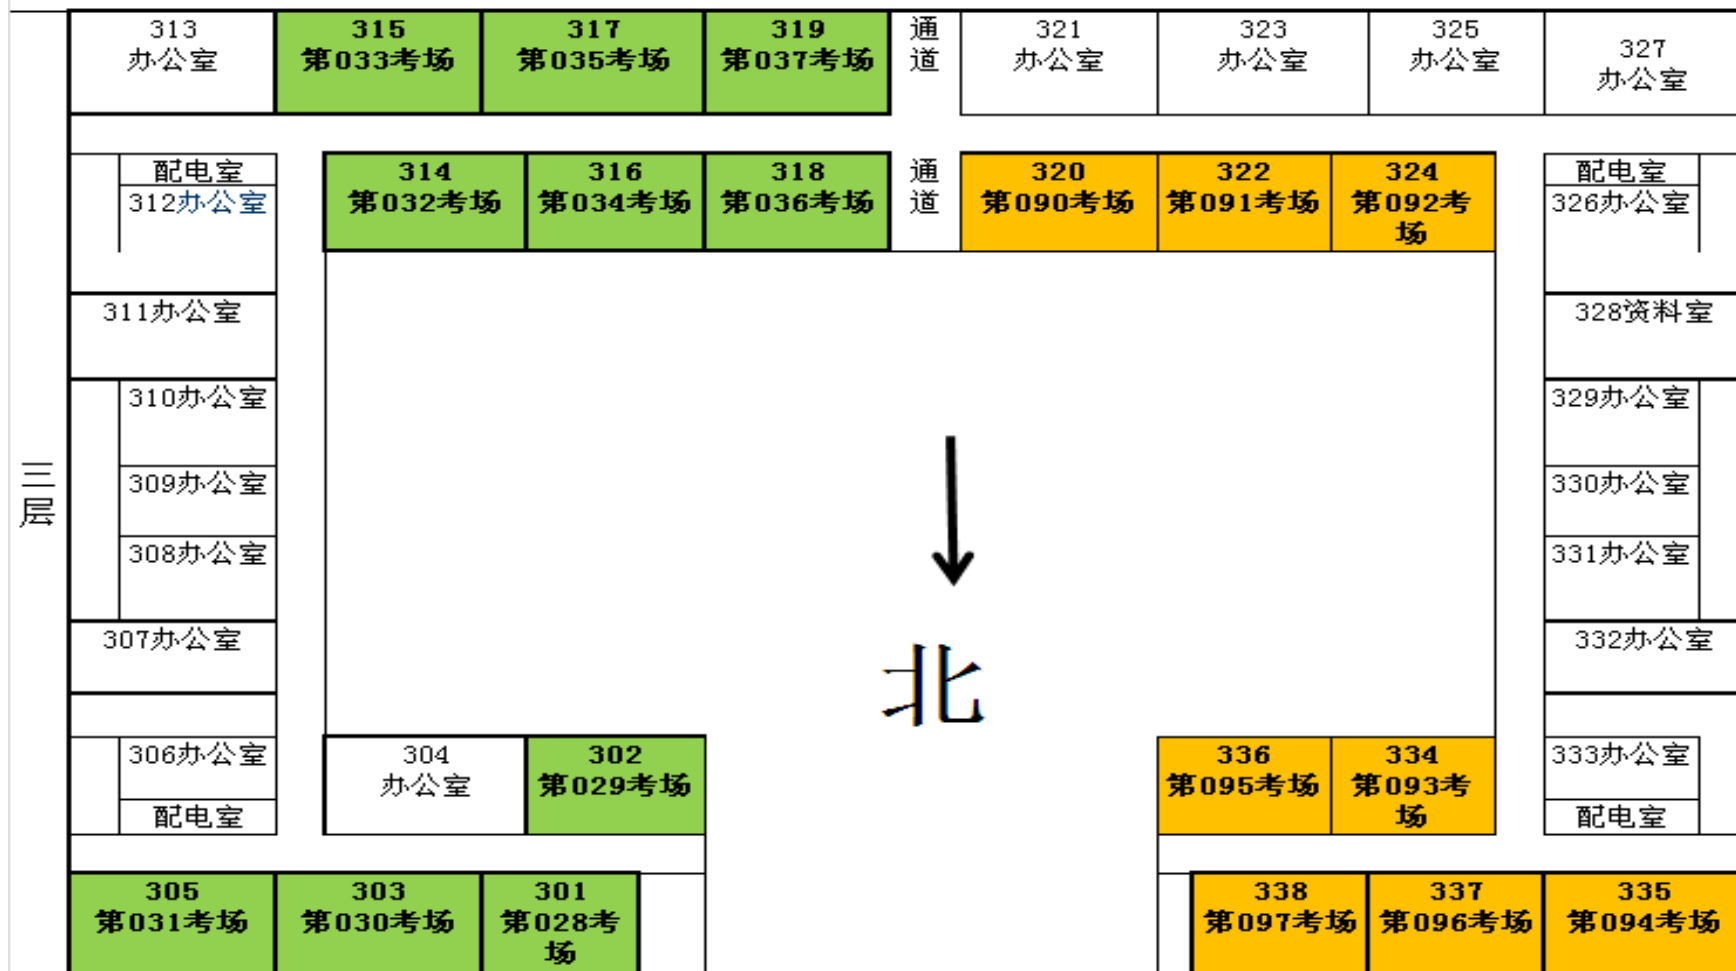 313
办公室
315
第033考场
317
第035考场
319
第037考场
通
道
321
办公室
323
办公室
325
办公室
327
办公室
配电室
312办公室
314
第032考场
316
第034考场
318
第036考场
通
道
320
第090考场
322
第091考场
324
第092考
场
配电室
326办公室
311办公室
328资料室
310办公室
329办公室
三
层
309办公室
330办公室
308办公室
331办公室
307办公室
332办公室
北
306办公室
配电室
304
办公室
302
第029考场
336
第095考场
334
第093考
场
333办公室
配电室
305
第031考场
303
第030考场
301
第028考
场
338
第097考场
337
第096考场
335
第094考场